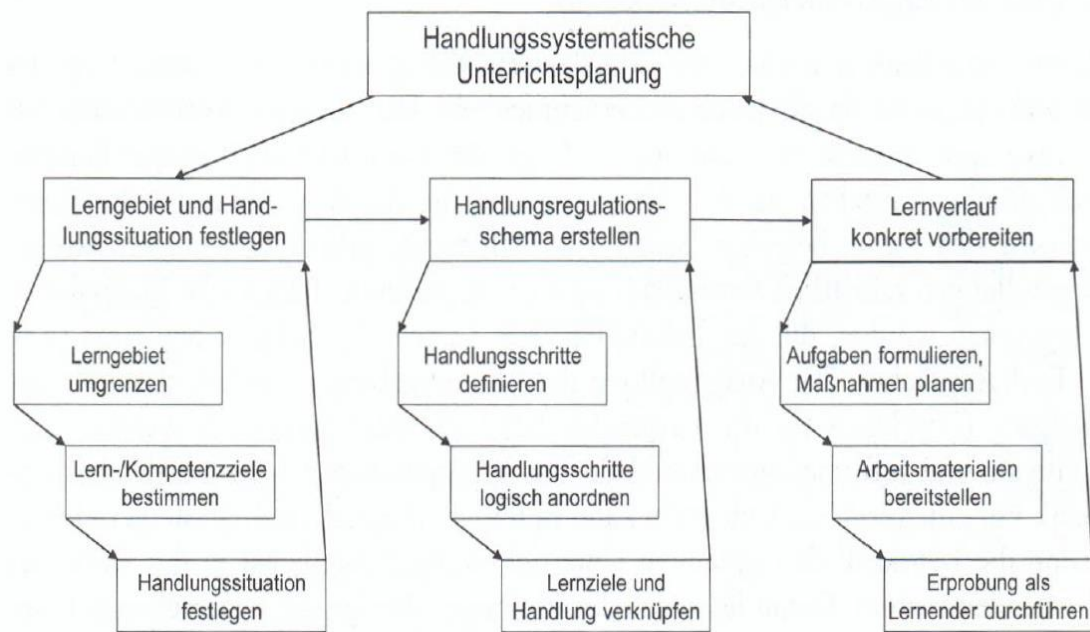 Handlungssystematische
Unterrichtsplanung
Lerngebiet und Hand-
lungssituation festlegen
Handlungsregulations-
schema erstellen
Lernverlauf
konkret vorbereiten
Lerngebiet
umgrenzen
Handlungsschritte
definieren
Aufgaben formulieren,
Maßnahmen planen
Lern-/Kompetenzziele
bestimmen
Handlungsschritte
logisch anordnen
Arbeitsmaterialien
bereitstellen
Handlungssituation
festlegen
Lernziele und
Handlung verknüpfen
Erprobung als
Lernender durchführen